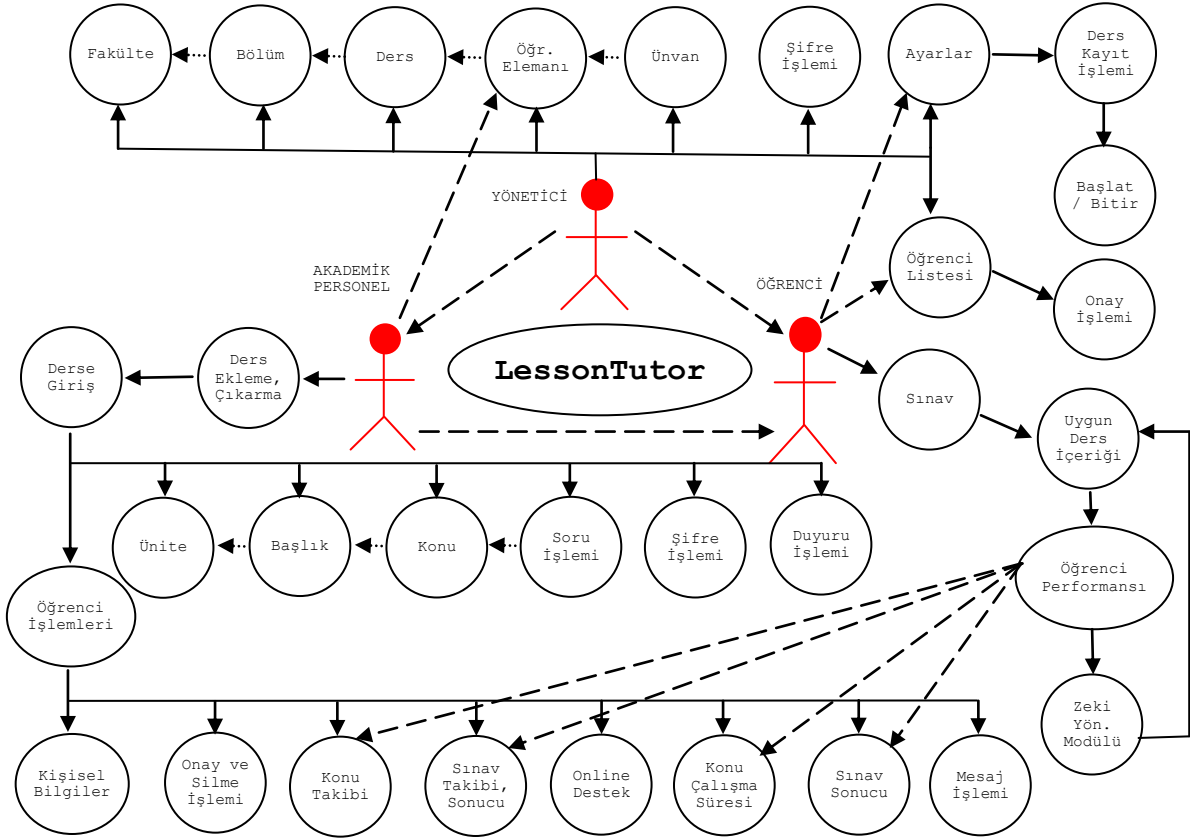 Fakülte
Bölüm
Ders
Öğr.
Elemanı
Ünvan
Şifre
İşlemi
Ayarlar
Ders
Kayıt
İşlemi
Başlat
/ Bitir
YÖNETİCİ
AKADEMİK
PERSONEL
ÖĞRENCİ
Öğrenci
Listesi
Onay
İşlemi
LessonTutor
Derse
Giriş
Ders
Ekleme,
Çıkarma
Sınav
Uygun
Ders
İçeriği
Ünite
Başlık
Konu
Soru
İşlemi
Şifre
İşlemi
Duyuru
İşlemi
Öğrenci
Performansı
Öğrenci
İşlemleri
Zeki
Yön.
Modülü
Kişisel
Bilgiler
Onay ve
Silme
İşlemi
Konu
Takibi
Sınav
Takibi,
Sonucu
Online
Destek
Konu
Çalışma
Süresi
Sınav
Sonucu
Mesaj
İşlemi